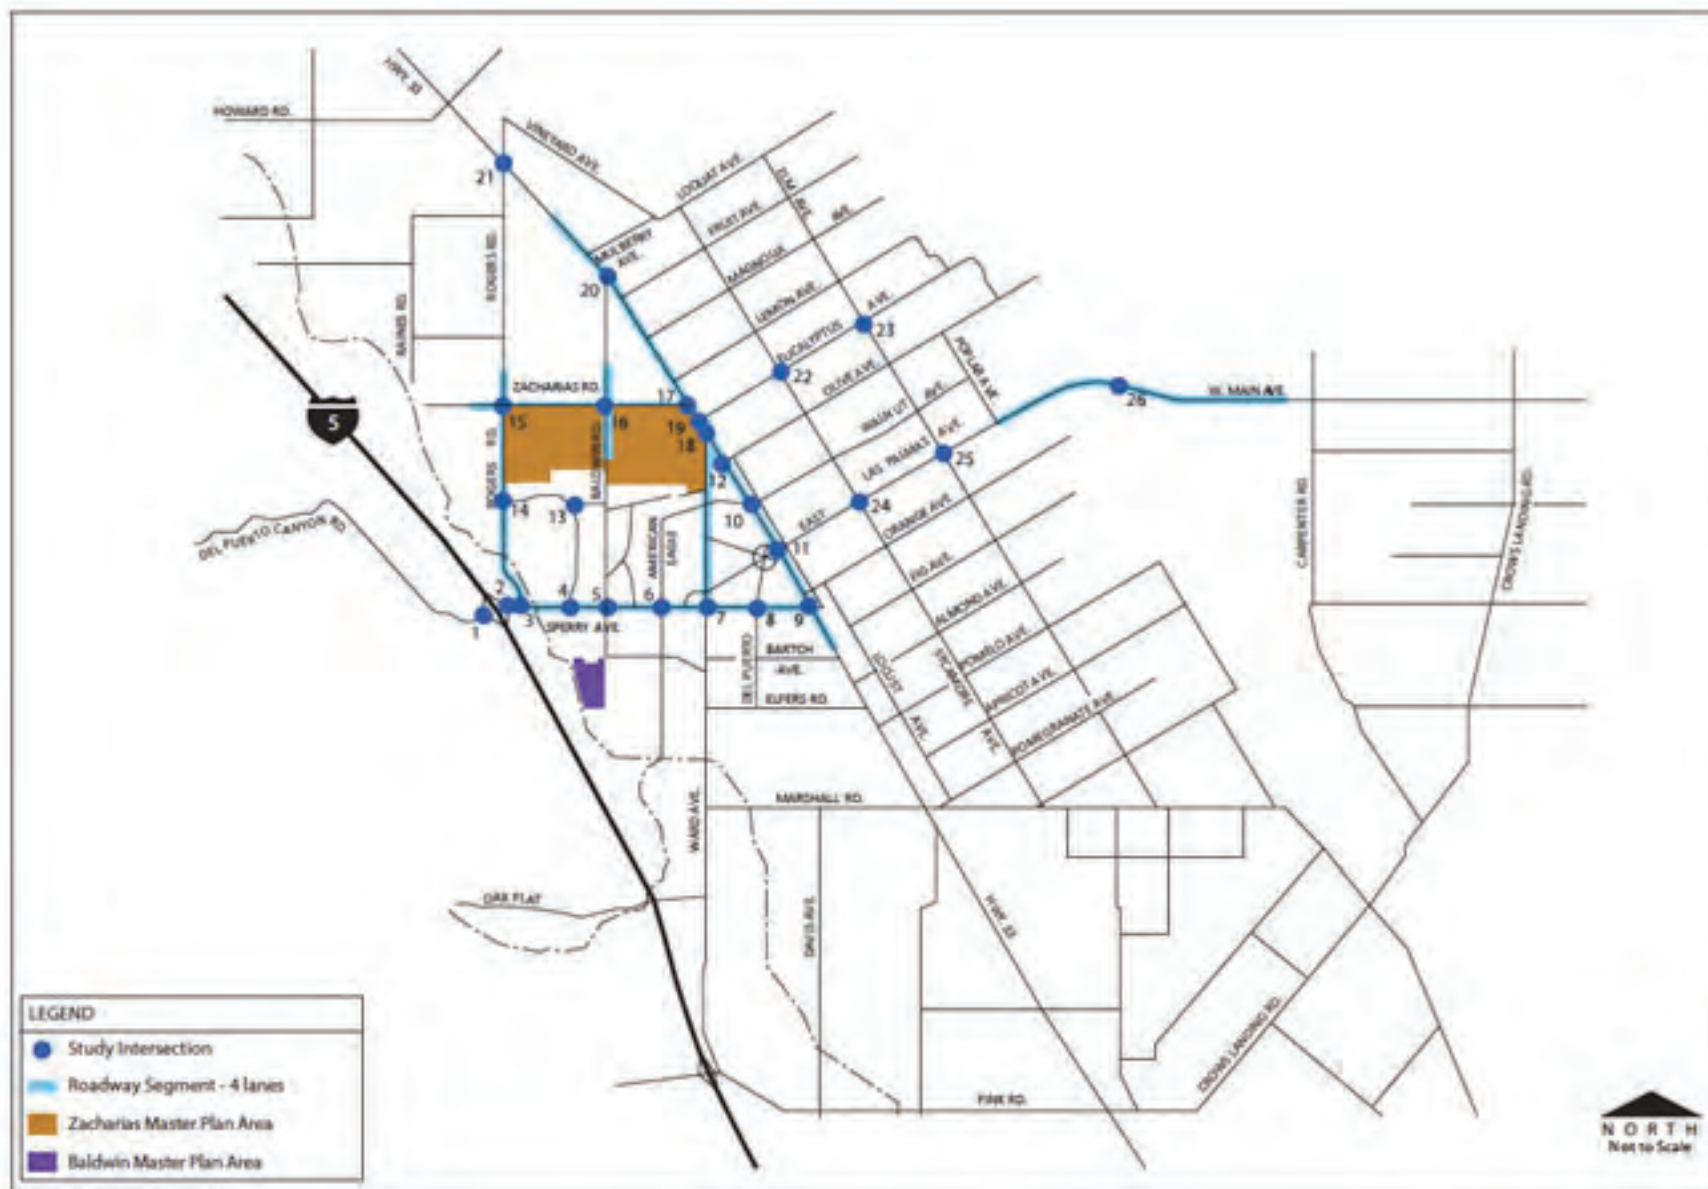 HWY. 33
HOWARD RD.
VINEYARD AVE.
LOQUAT AVE.
ELM AVE.
21
FRUIT AVE.
AVE.
MULBERRY
AVE.
MAGNOLIA
ROGERS RD.
20
LEMON AVE.
RAINES RD.
EUCALYPTUS AVE.
23
5
ZACHARIAS RD.
17
22
OLIVE AVE.
POPLAR AVE.
W. MAIN AVE.
26
15
16
19
18
WALNUT AVE.
ROGERS RD.
BALDWIN RD.
12
LAS PALMAS AVE.
25
14
13
10
EAST
24
ORANGE AVE.
CARPENTER RD.
CROWS LANDING RD.
DEL PUERTO CANYON RD.
AMERICAN
EAGLE
11
FIG AVE.
2
4
5
6
1
3
SPERRY AVE.
7
8
9
ALMOND AVE.
DEL PUERTO
BARTCH
AVE.
LOCUST
AVE.
SYCAMORE
AVE.
POMELO AVE.
ELFERS RD.
APRICOT AVE.
POMEGRANATE AVE.
MARSHALL RD.
WARD AVE.
OAK FLAT
DAVIS AVE.
HWY. 33
CROWS LANDING RD.
FINK RD.
LEGEND
Study Intersection
Roadway Segment - 4 lanes
Zacharias Master Plan Area
Baldwin Master Plan Area
NORTH
Not to Scale